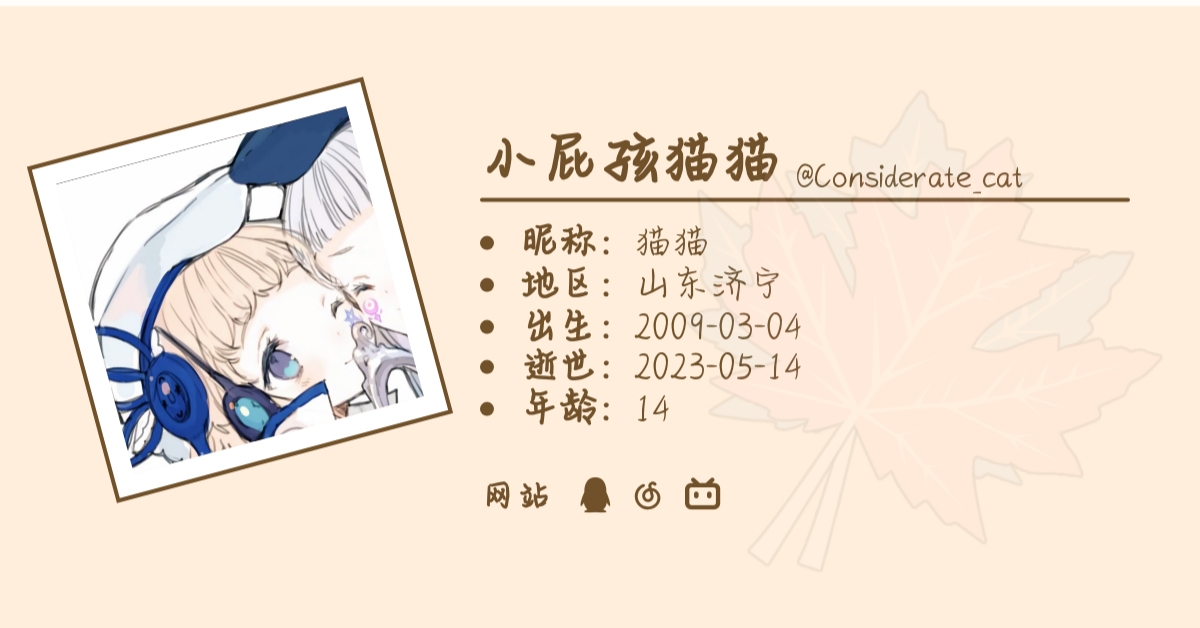 小屁孩猫猫 @Considerate_cat
昵称：猫猫
地区：山东济宁
出生：2009-03-04
逝世：2023-05-14
年龄：14
网站